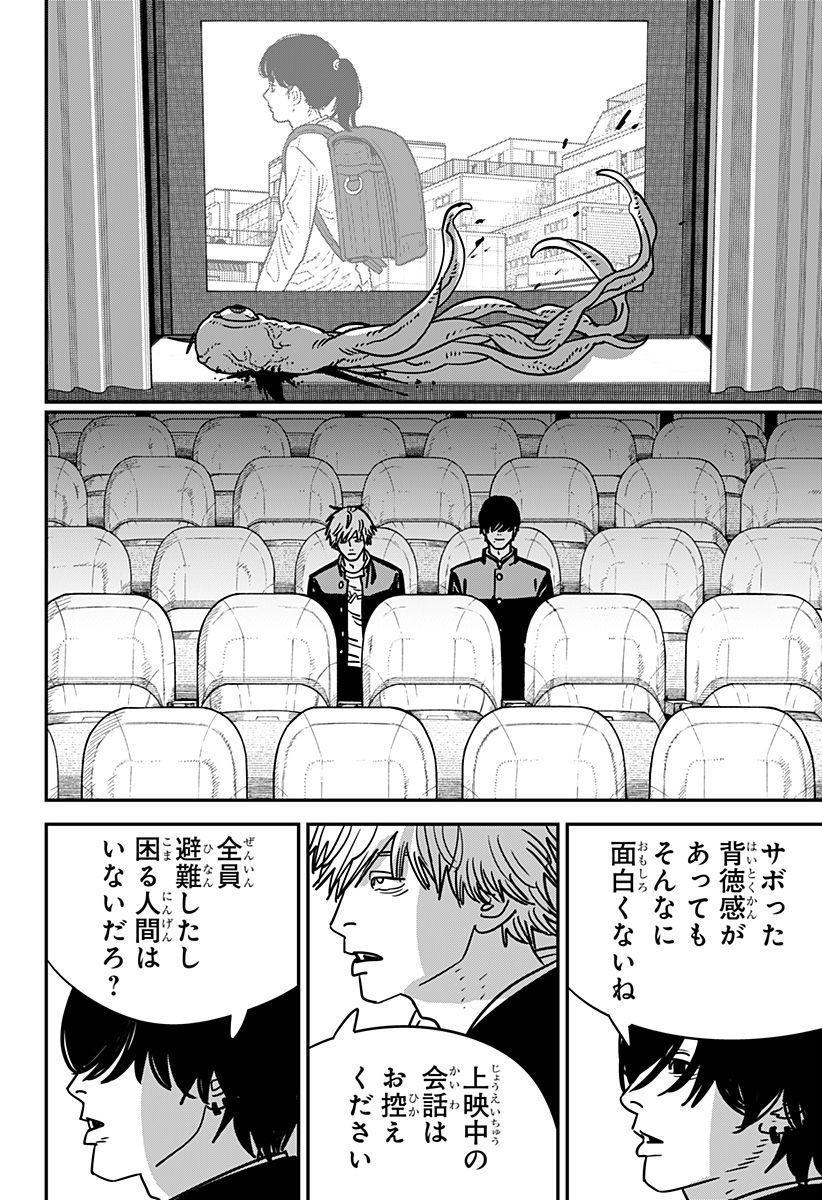 サボった
背徳感が
あっても
そんなに
面白くないね
上映中の
会話は
お控え
ください
全員
避難したし
困る人間は
いないだろ?